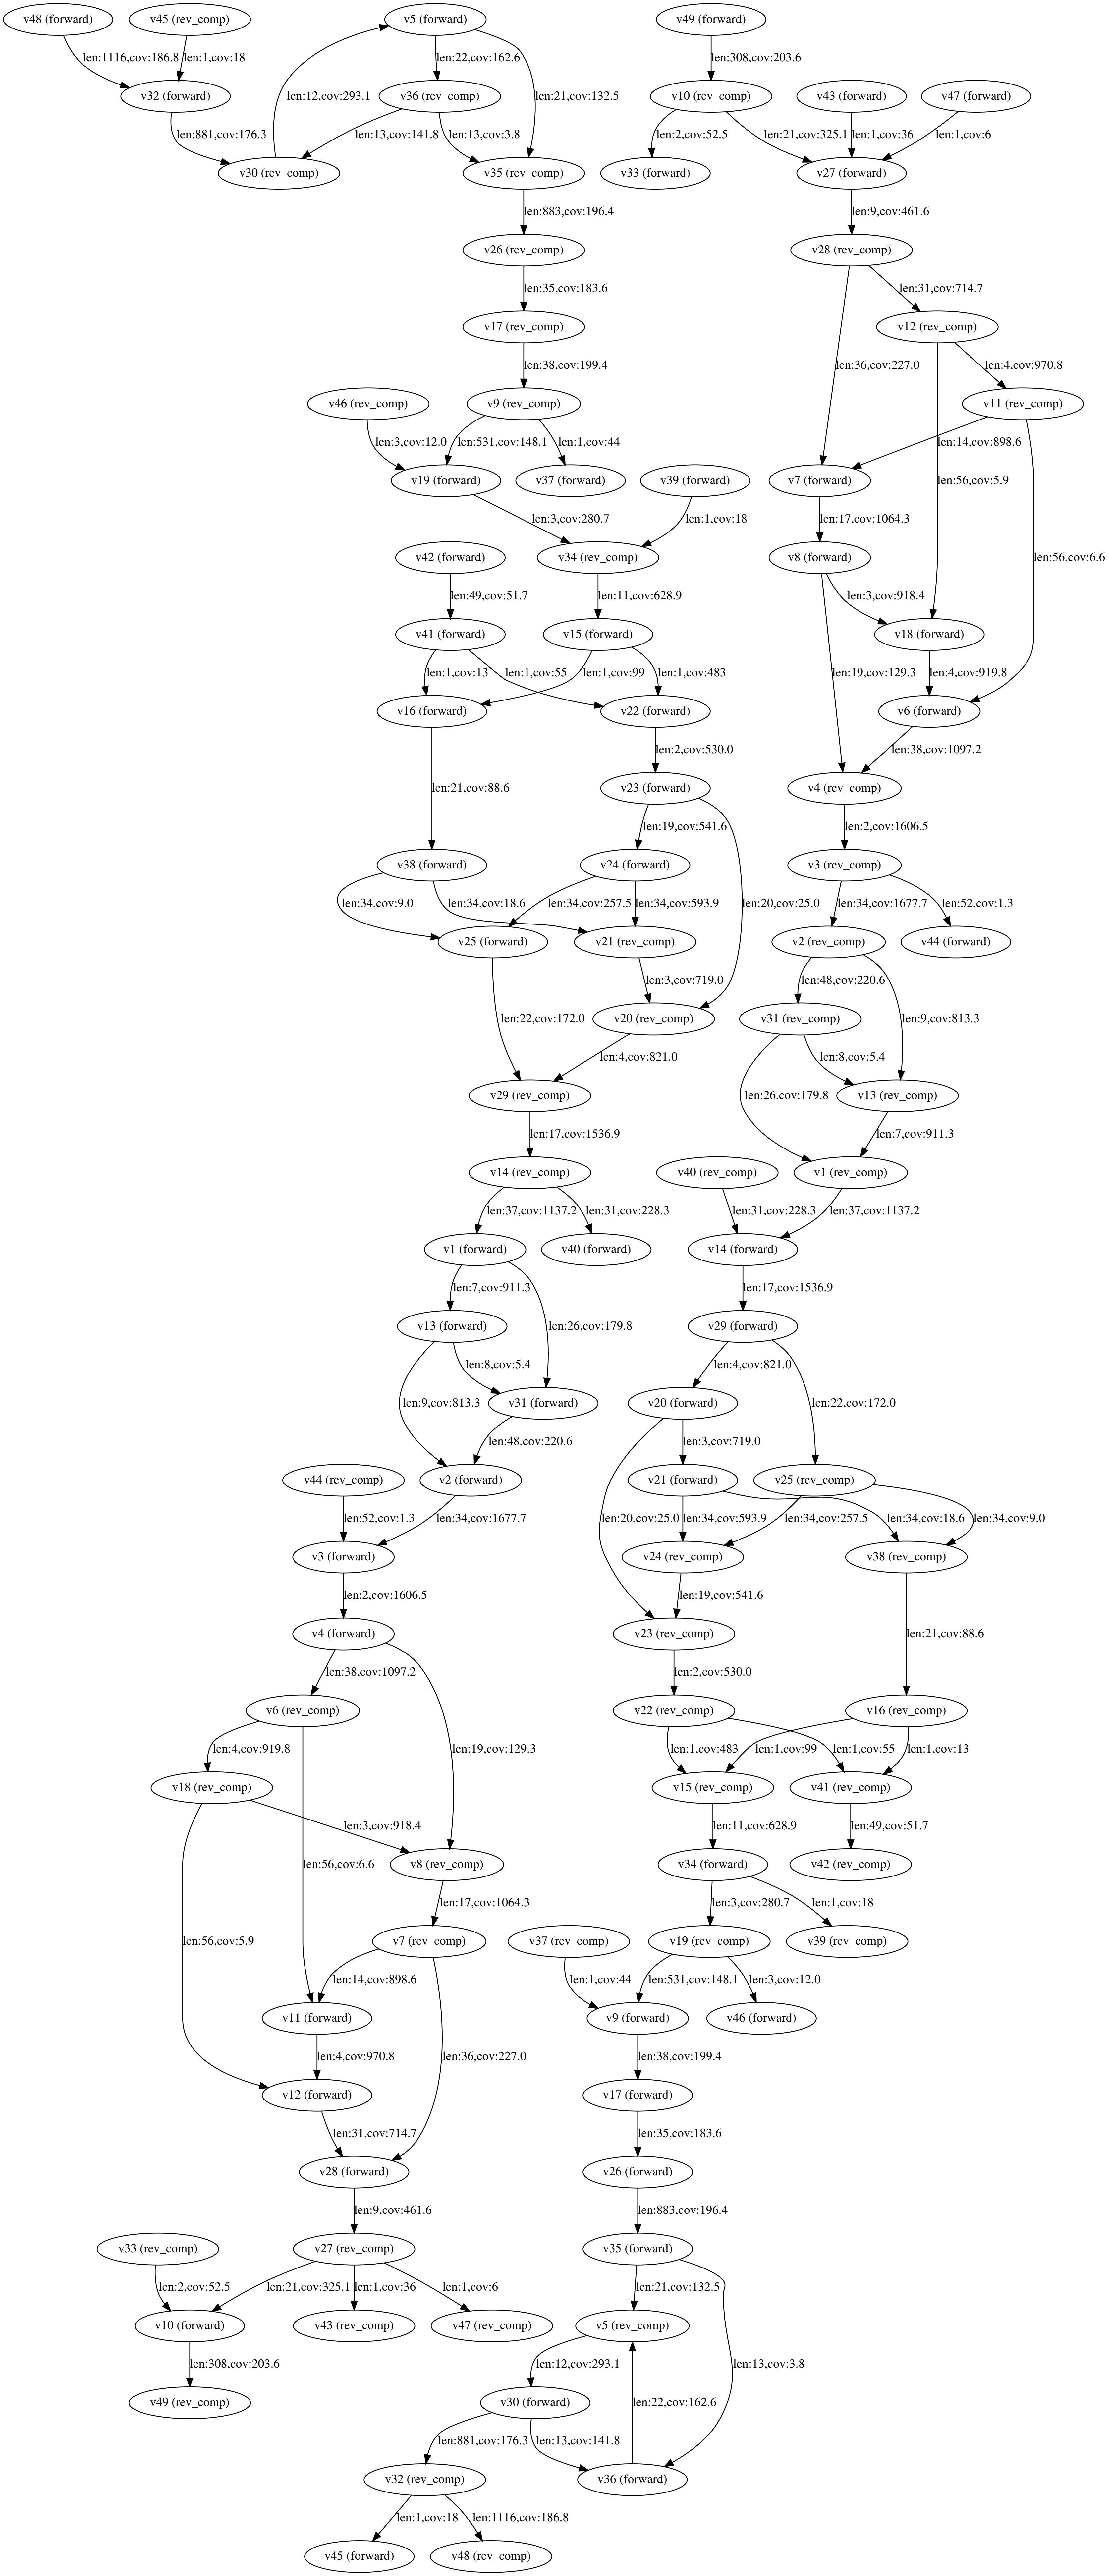 v48 (forward) v45 (rev_comp) v5 (forward) v49 (forward)
len:1116,cov:186.8 len:1,cov:18 len:22,cov:162.6 len:308,cov:203.6
v32 (forward) len:12,cov:293.1 v36 (rev_comp) len:21,cov:132.5 v10 (rev_comp) v43 (forward) v47 (forward)
len:881,cov:176.3 len:13,cov:141.8 len:13,cov:3.8 len:2,cov:52.5 len:21,cov:325.1 len:1,cov:36 len:1,cov:6
v30 (rev_comp) v35 (rev_comp) v33 (forward) v27 (forward)
len:883,cov:196.4 len:9,cov:461.6
v26 (rev_comp) v28 (rev_comp)
len:35,cov:183.6 len:31,cov:714.7
v17 (rev_comp) v12 (rev_comp)
len:38,cov:199.4 len:36,cov:227.0 len:4,cov:970.8
v46 (rev_comp) v9 (rev_comp) v11 (rev_comp)
len:3,cov:12.0 len:531,cov:148.1 len:1,cov:44 len:14,cov:898.6
v19 (forward) v37 (forward) v39 (forward) v7 (forward) len:56,cov:5.9
len:3,cov:280.7 len:1,cov:18 len:17,cov:1064.3
v42 (forward) v34 (rev_comp) v8 (forward) len:56,cov:6.6
len:49,cov:51.7 len:11,cov:628.9 len:3,cov:918.4
v41 (forward) v15 (forward) v18 (forward)
len:1,cov:13 len:1,cov:55 len:1,cov:99 len:1,cov:483 len:19,cov:129.3 len:4,cov:919.8
v16 (forward) v22 (forward) v6 (forward)
len:2,cov:530.0 len:38,cov:1097.2
len:21,cov:88.6 v23 (forward) v4 (rev_comp)
len:19,cov:541.6 len:2,cov:1606.5
v38 (forward) v24 (forward) v3 (rev_comp)
len:34,cov:9.0 len:34,cov:18.6 len:34,cov:257.5 len:34,cov:593.9 len:20,cov:25.0 len:34,cov:1677.7 len:52,cov:1.3
v25 (forward) v21 (rev_comp) v2 (rev_comp) v44 (forward)
len:3,cov:719.0 len:48,cov:220.6
len:22,cov:172.0 v20 (rev_comp) v31 (rev_comp) len:9,cov:813.3
len:4,cov:821.0 len:8,cov:5.4
v29 (rev_comp) len:26,cov:179.8 v13 (rev_comp)
len:17,cov:1536.9 len:7,cov:911.3
v14 (rev_comp) v40 (rev_comp) v1 (rev_comp)
len:37,cov:1137.2 len:31,cov:228.3 len:31,cov:228.3 len:37,cov:1137.2
v1 (forward) v40 (forward) v14 (forward)
len:7,cov:911.3 len:17,cov:1536.9
v13 (forward) len:26,cov:179.8 v29 (forward)
len:8,cov:5.4 len:4,cov:821.0
len:9,cov:813.3 v31 (forward) v20 (forward) len:22,cov:172.0
len:48,cov:220.6 len:3,cov:719.0
v44 (rev_comp) v2 (forward) v21 (forward) v25 (rev_comp)
len:52,cov:1.3 len:34,cov:1677.7 len:20,cov:25.0 len:34,cov:593.9 len:34,cov:257.5 len:34,cov:18.6 len:34,cov:9.0
v3 (forward) v24 (rev_comp) v38 (rev_comp)
len:2,cov:1606.5 len:19,cov:541.6
v4 (forward) v23 (rev_comp) len:21,cov:88.6
len:38,cov:1097.2 len:2,cov:530.0
v6 (rev_comp) v22 (rev_comp) v16 (rev_comp)
len:4,cov:919.8 len:19,cov:129.3 len:1,cov:483 len:1,cov:99 len:1,cov:55 len:1,cov:13
v18 (rev_comp) v15 (rev_comp) v41 (rev_comp)
len:3,cov:918.4 len:11,cov:628.9 len:49,cov:51.7
len:56,cov:6.6 v8 (rev_comp) v34 (forward) v42 (rev_comp)
len:17,cov:1064.3 len:3,cov:280.7 len:1,cov:18
len:56,cov:5.9 v7 (rev_comp) v37 (rev_comp) v19 (rev_comp) v39 (rev_comp)
len:14,cov:898.6 len:1,cov:44 len:531,cov:148.1 len:3,cov:12.0
v11 (forward) v9 (forward) v46 (forward)
len:4,cov:970.8 len:36,cov:227.0 len:38,cov:199.4
v12 (forward) v17 (forward)
len:31,cov:714.7 len:35,cov:183.6
v28 (forward) v26 (forward)
len:9,cov:461.6 len:883,cov:196.4
v33 (rev_comp) v27 (rev_comp) v35 (forward)
len:2,cov:52.5 len:21,cov:325.1 len:1,cov:36 len:1,cov:6 len:21,cov:132.5
v10 (forward) v43 (rev_comp) v47 (rev_comp) v5 (rev_comp)
len:308,cov:203.6 len:12,cov:293.1 len:13,cov:3.8
v49 (rev_comp) v30 (forward) len:22,cov:162.6
len:881,cov:176.3 len:13,cov:141.8
v32 (rev_comp) v36 (forward)
len:1,cov:18 len:1116,cov:186.8
v45 (forward) v48 (rev_comp)